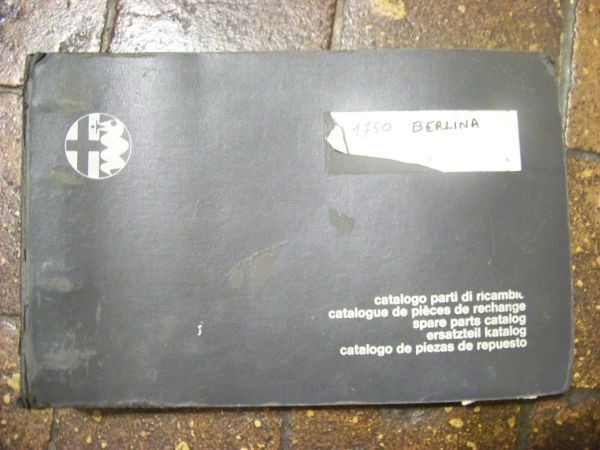 1750 BERLINA
catalogo parti di ricambio
catalogue de pièces de rechange
spare parts catalog
ersatzteil katalog
catalogo de piezas de repuesto